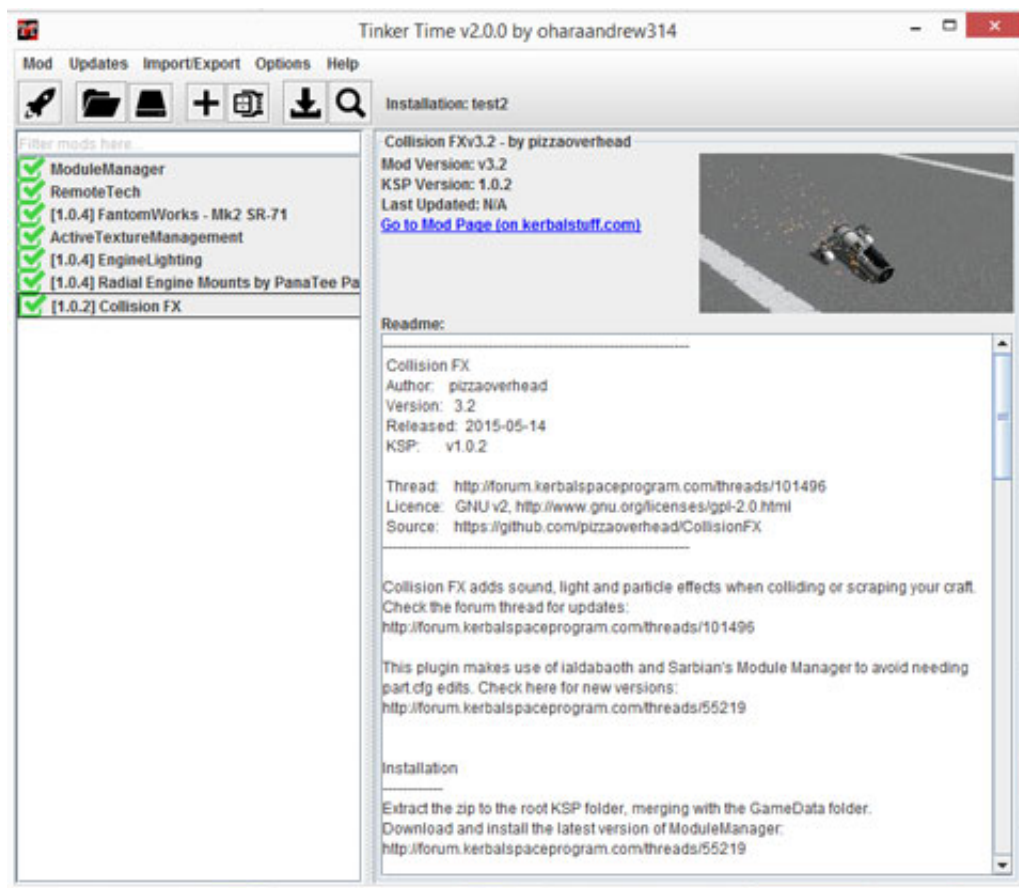 Tinker Time v2.0.0 by oharaandrew314
Mod Updates Import/Export Options Help
Installation: test2
Filter mods here...
ModuleManager
RemoteTech
[1.0.4] FantomWorks - Mk2 SR-71
ActiveTextureManagement
[1.0.4] EngineLighting
[1.0.4] Radial Engine Mounts by PanaTee Pa
[1.0.2] Collision FX
Collision FXv3.2 - by pizzaoverhead
Mod Version: v3.2
KSP Version: 1.0.2
Last Updated: N/A
Go to Mod Page (on kerbalstuff.com)
Readme:
Collision FX
Author: pizzaoverhead
Version: 3.2
Released: 2015-05-14
KSP: v1.0.2
Thread: http://forum.kerbalspaceprogram.com/threads/101496
Licence: GNU v2, http://www.gnu.org/licenses/gpl-2.0.html
Source: https://github.com/pizzaoverhead/CollisionFX
Collision FX adds sound, light and particle effects when colliding or scraping your craft.
Check the forum thread for updates:
http://forum.kerbalspaceprogram.com/threads/101496
This plugin makes use of ialdabaoth and Sarbian's Module Manager to avoid needing
part.cfg edits. Check here for new versions:
http://forum.kerbalspaceprogram.com/threads/55219
Installation
Extract the zip to the root KSP folder, merging with the GameData folder.
Download and install the latest version of ModuleManager:
http://forum.kerbalspaceprogram.com/threads/55219